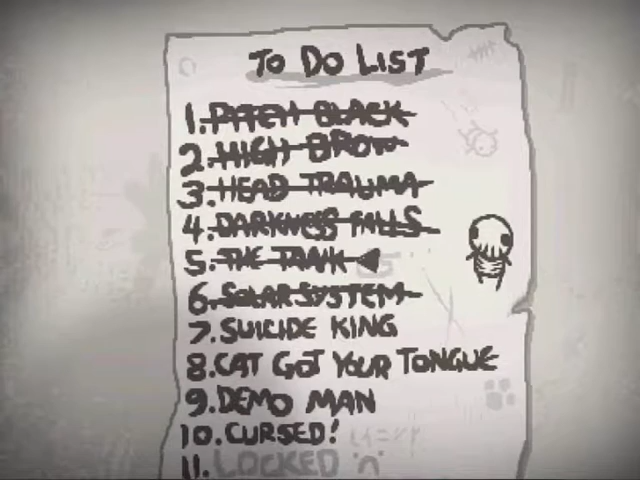 TO DO LIST
1. PITCH BLACK
2. HIGH BROW
3. HEAD TRAUMA
4. DARKNESS FALLS
5. THE TANK
6. SOLAR SYSTEM
7. SUICIDE KING
8. CAT GOT YOUR TONGUE
9. DEMO MAN
10. CURSED!
11. LOCKED